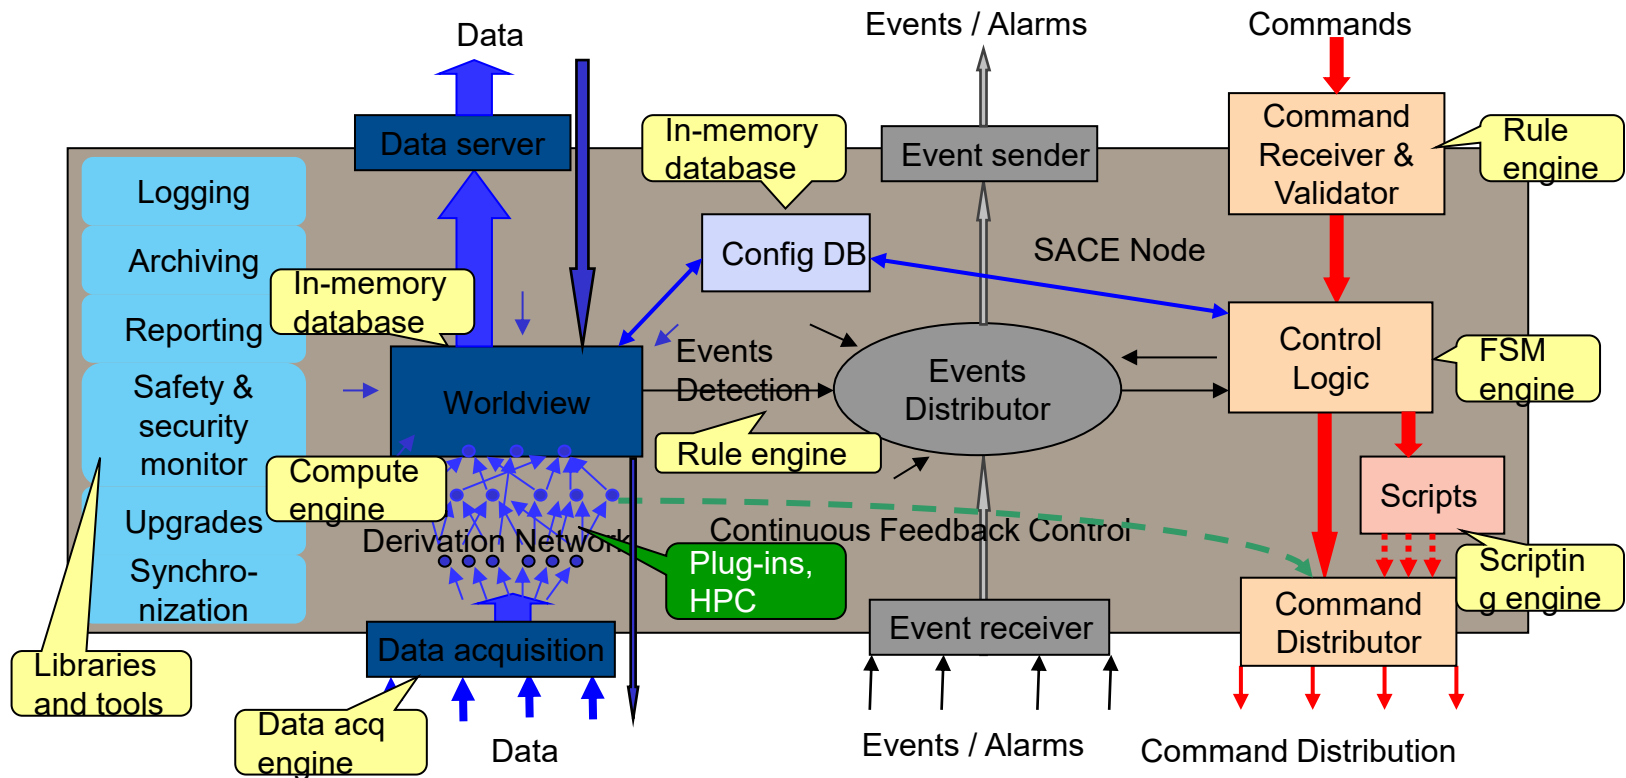 Data
Events / Alarms
Commands
Data server
In-memory
database
Event sender
Command
Receiver &
Validator
Rule
engine
Logging
Archiving
Reporting
Safety &
security
monitor
Upgrades
Synchro-
nization
In-memory
database
Config DB
SACE Node
Worldview
Events
Detection
Events
Distributor
Control
Logic
FSM
engine
Rule engine
Compute
engine
Scripts
Derivation Network
Continuous Feedback Control
Plug-ins,
HPC
Scriptin
g engine
Data acquisition
Event receiver
Command
Distributor
Libraries
and tools
Data acq
engine
Data
Events / Alarms
Command Distribution